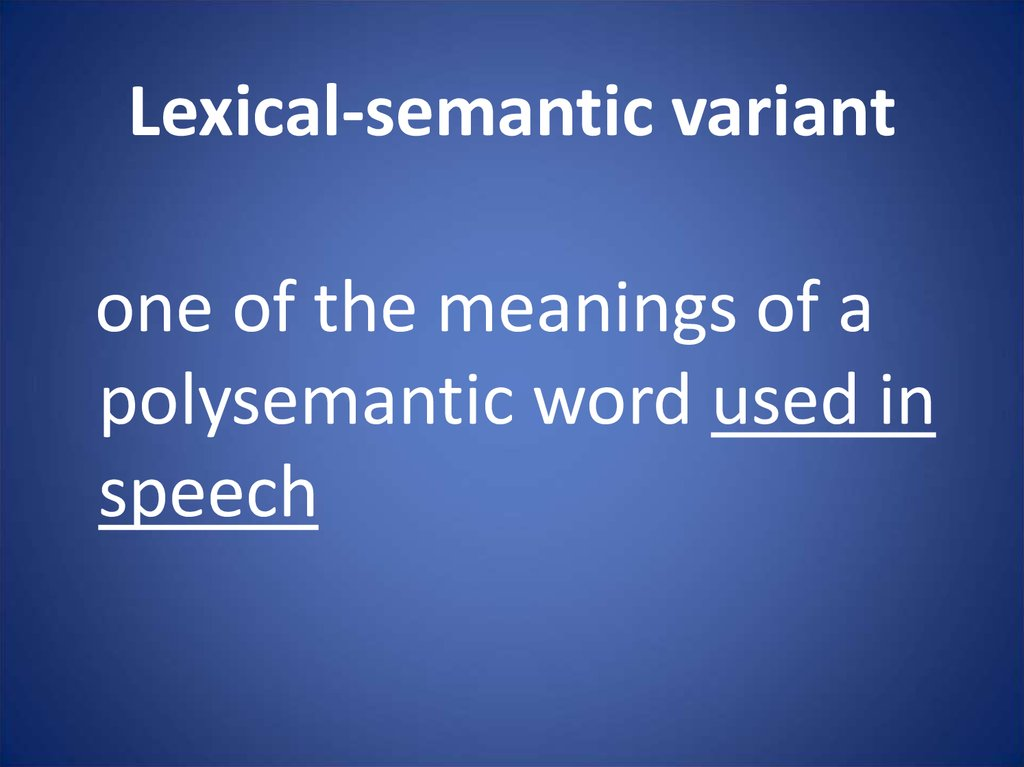 Lexical-semantic variant
one of the meanings of a
polysemantic word used in
speech